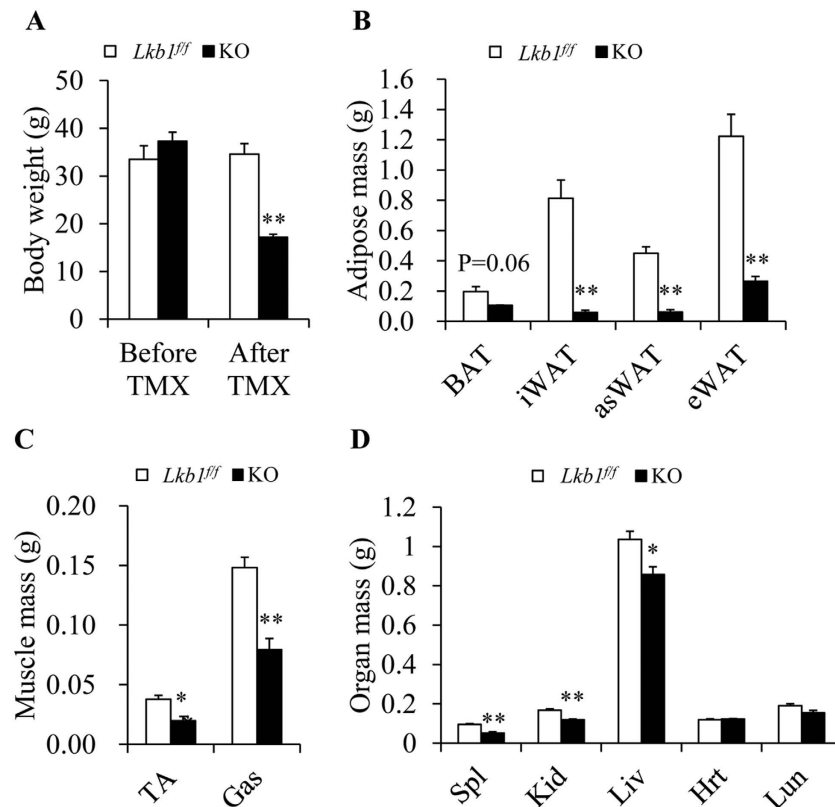 A
Lkb1f/f KO
Body weight (g)
50
40
30
20
10
0
**
Before
TMX
After
TMX
B
Lkb1f/f KO
Adipose mass (g)
1.6
1.4
1.2
1.0
0.8
0.6
0.4
0.2
0.0
P=0.06
**
**
**
BAT
iWAT
asWAT
eWAT
C
Lkb1f/f KO
Muscle mass (g)
0.20
0.15
0.10
0.05
0.00
*
**
TA
Gas
D
Lkb1f/f KO
Organ mass (g)
1.2
1
0.8
0.6
0.4
0.2
0
**
**
*
Spl
Kid
Liv
Hrt
Lun